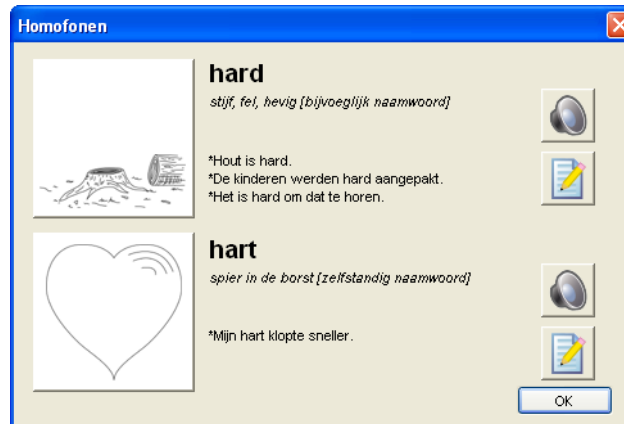 Homofonen
hard
stijf, fel, hevig [bijvoeglijk naamwoord]
*Hout is hard.
*De kinderen werden hard aangepakt.
*Het is hard om dat te horen.
hart
spier in de borst [zelfstandig naamwoord]
*Mijn hart klopte sneller.
OK